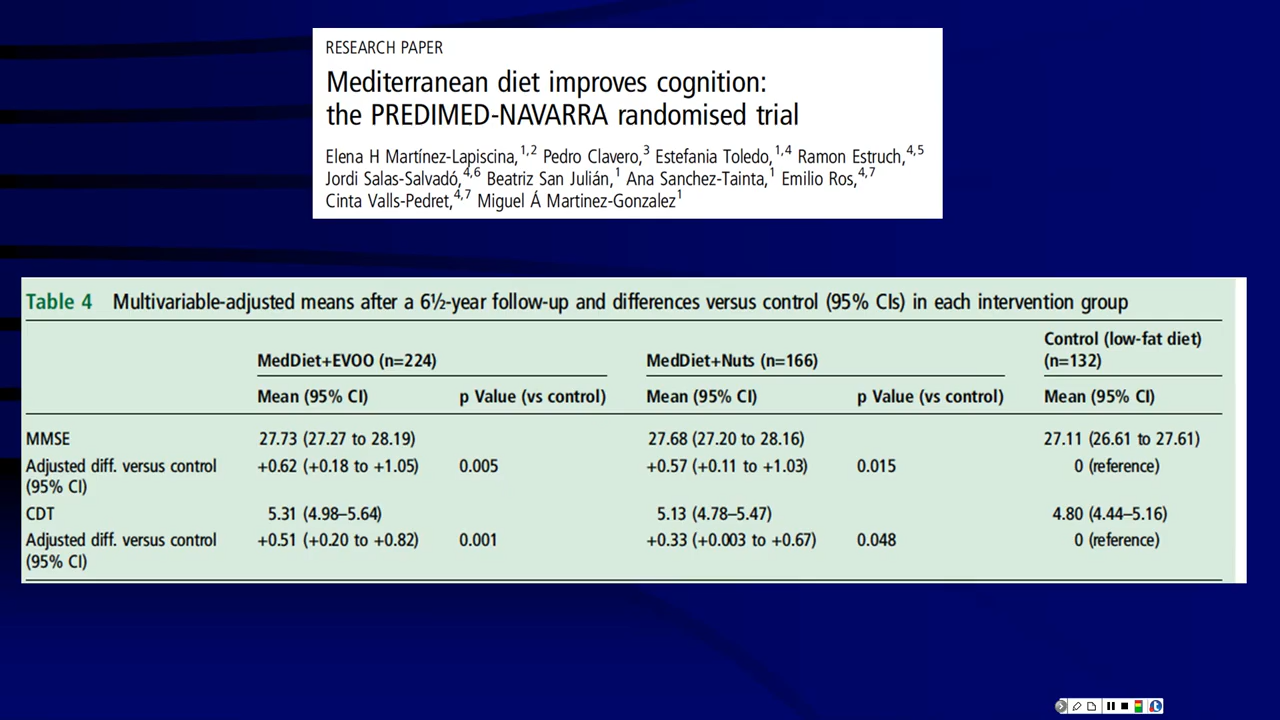 RESEARCH PAPER
Mediterranean diet improves cognition:
the PREDIMED-NAVARRA randomised trial
Elena H Martínez-Lapiscina,1,2 Pedro Clavero,3 Estefania Toledo,1,4 Ramon Estruch,4,5
Jordi Salas-Salvadó,4,6 Beatriz San Julián,1 Ana Sanchez-Tainta,1 Emilio Ros,4,7
Cinta Valls-Pedret,4,7 Miguel Á Martinez-Gonzalez1
Table 4 Multivariable-adjusted means after a 6½-year follow-up and differences versus control (95% CIs) in each intervention group
MedDiet+EVOO (n=224) MedDiet+Nuts (n=166) Control (low-fat diet)
(n=132)
Mean (95% CI) p Value (vs control) Mean (95% CI) p Value (vs control) Mean (95% CI)
MMSE 27.73 (27.27 to 28.19) 27.68 (27.20 to 28.16) 27.11 (26.61 to 27.61)
Adjusted diff. versus control +0.62 (+0.18 to +1.05) 0.005 +0.57 (+0.11 to +1.03) 0.015 0 (reference)
(95% CI)
CDT 5.31 (4.98–5.64) 5.13 (4.78–5.47) 4.80 (4.44–5.16)
Adjusted diff. versus control +0.51 (+0.20 to +0.82) 0.001 +0.33 (+0.003 to +0.67) 0.048 0 (reference)
(95% CI)